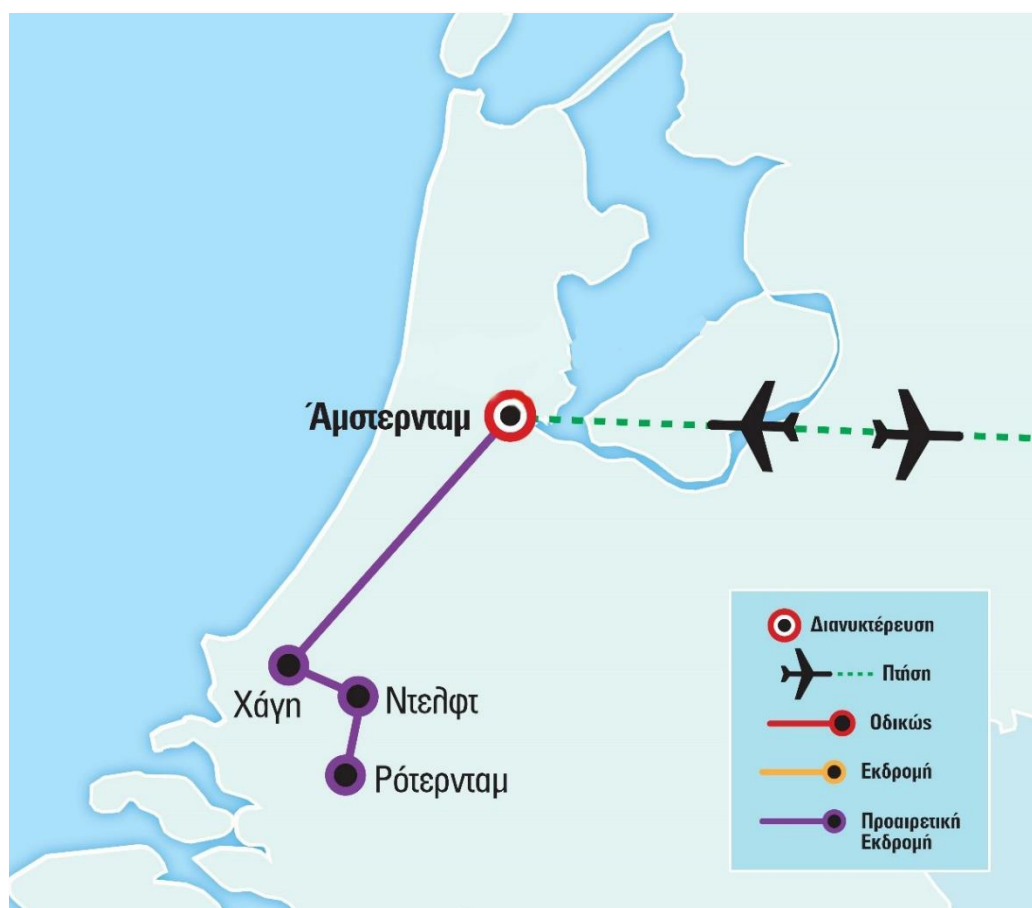 Άμστερνταμ
Χάγη
Ντελφτ
Ρότερνταμ
Διανυκτέρευση
Πτήση
Οδικώς
Εκδρομή
Προαιρετική
Εκδρομή